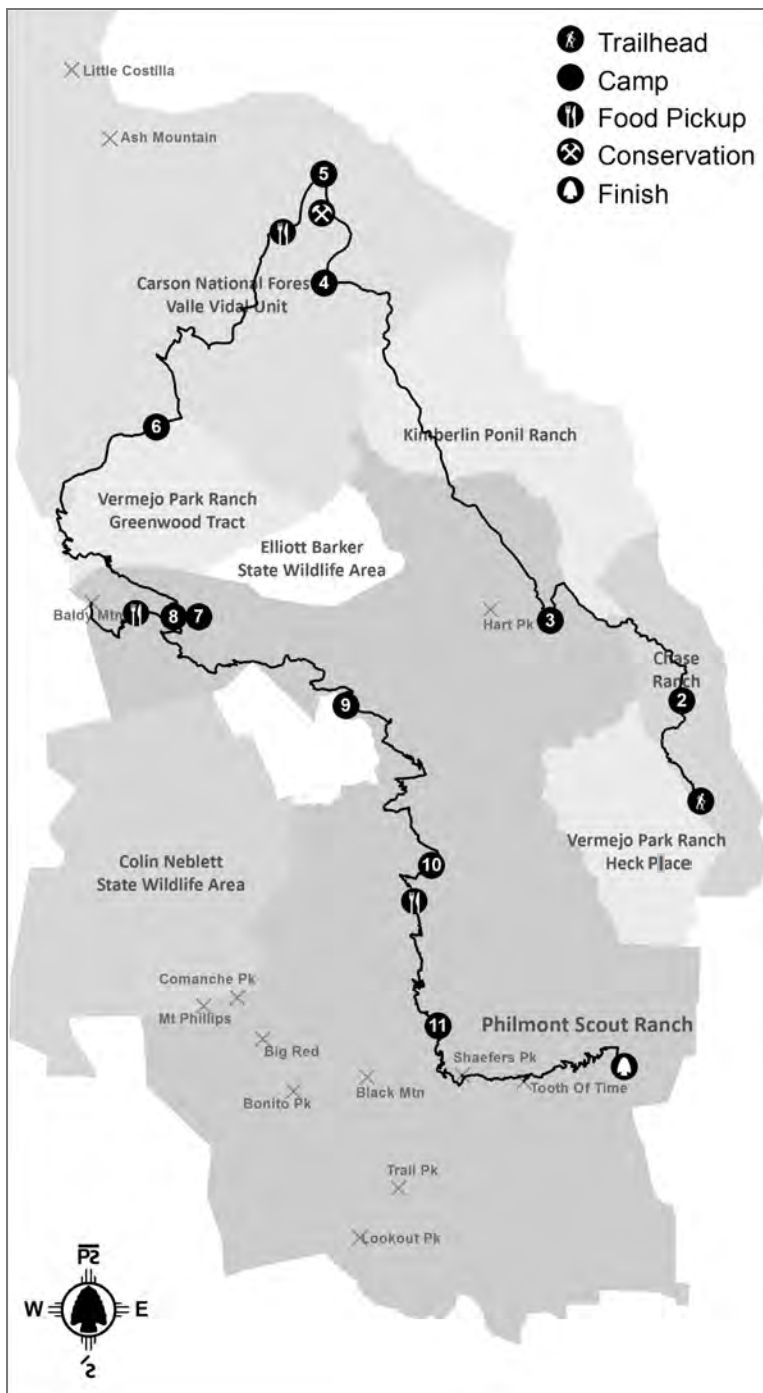 Trailhead
Camp
Food Pickup
Conservation
Finish
Little Costilla
Ash Mountain
5
4
Carson National Fores
Valle Vidal Unit
6
Kimberlin Ponil Ranch
Vermejo Park Ranch
Greenwood Tract
Elliott Barker
State Wildlife Area
Baldy Mtn
8
7
Hart Pk
3
Chase
Ranch
2
9
Vermejo Park Ranch
Heck Place
Colin Neblett
State Wildlife Area
10
Comanche Pk
Mt Phillips
11
Philmont Scout Ranch
Big Red
Shaefers Pk
Black Mtn
Bonito Pk
Tooth Of Time
Trail Pk
Lookout Pk
W
E